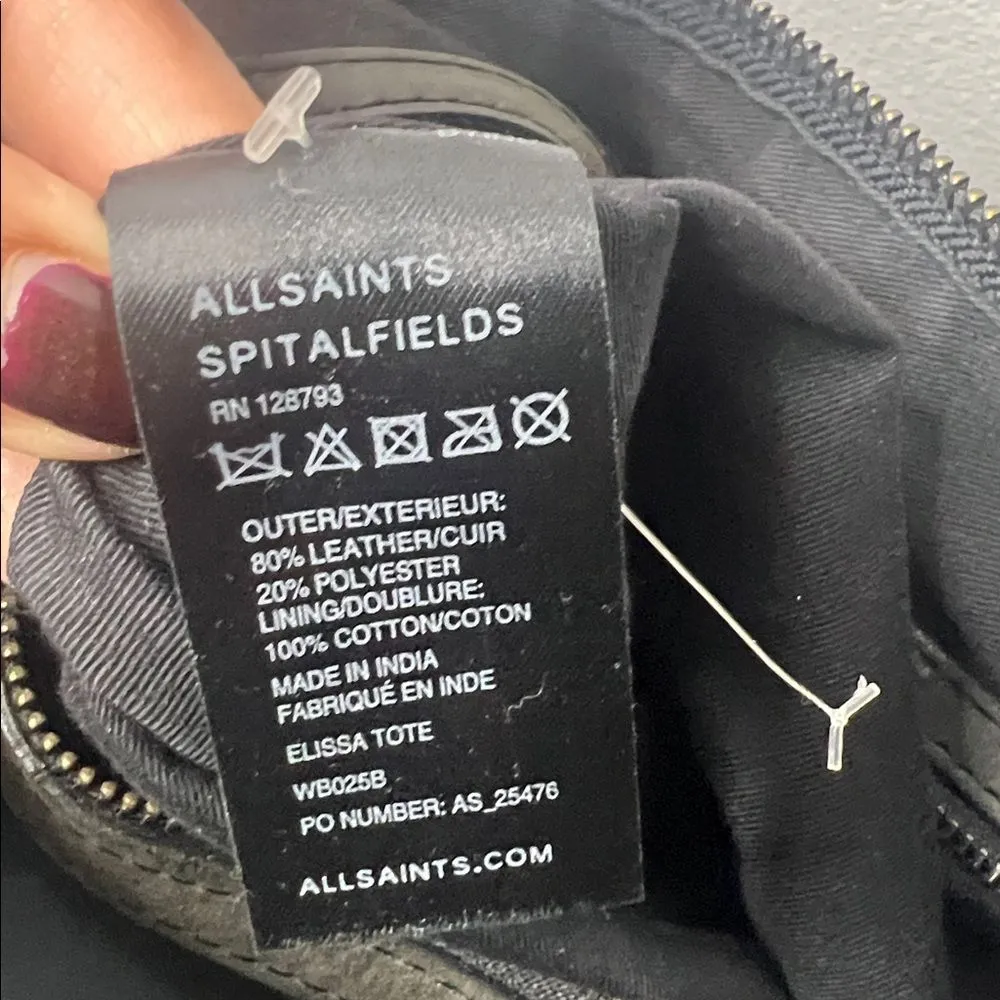 ALLSAINTS
SPITALFIELDS
RN 128793
OUTER/EXTERIEUR:
80% LEATHER/CUIR
20% POLYESTER
LINING/DOUBLURE:
100% COTTON/COTON
MADE IN INDIA
FABRIQUÉ EN INDE
ELISSA TOTE
WB025B
PO NUMBER: AS_25476
ALLSAINTS.COM